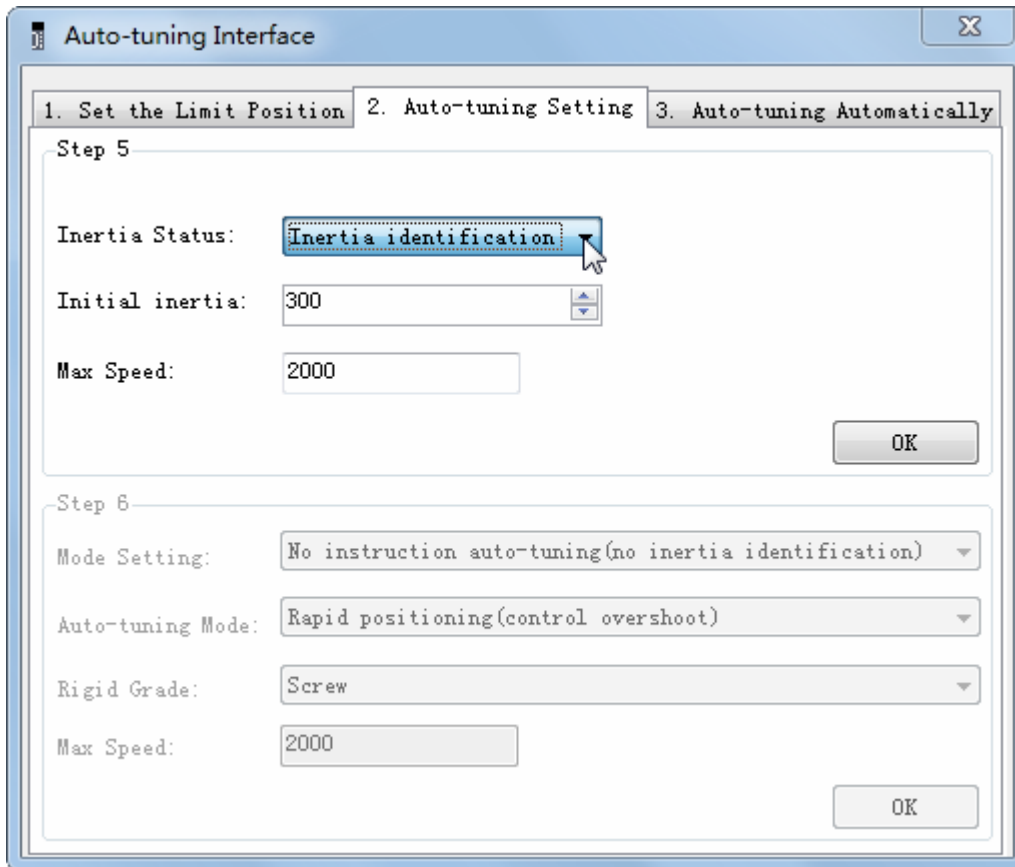 Auto-tuning Interface
1. Set the Limit Position 2. Auto-tuning Setting 3. Auto-tuning Automatically
Step 5
Inertia Status: Inertia identification
Initial inertia: 300
Max Speed: 2000
OK
Step 6
Mode Setting: No instruction auto-tuning(no inertia identification)
Auto-tuning Mode: Rapid positioning(control overshoot)
Rigid Grade: Screw
Max Speed: 2000
OK